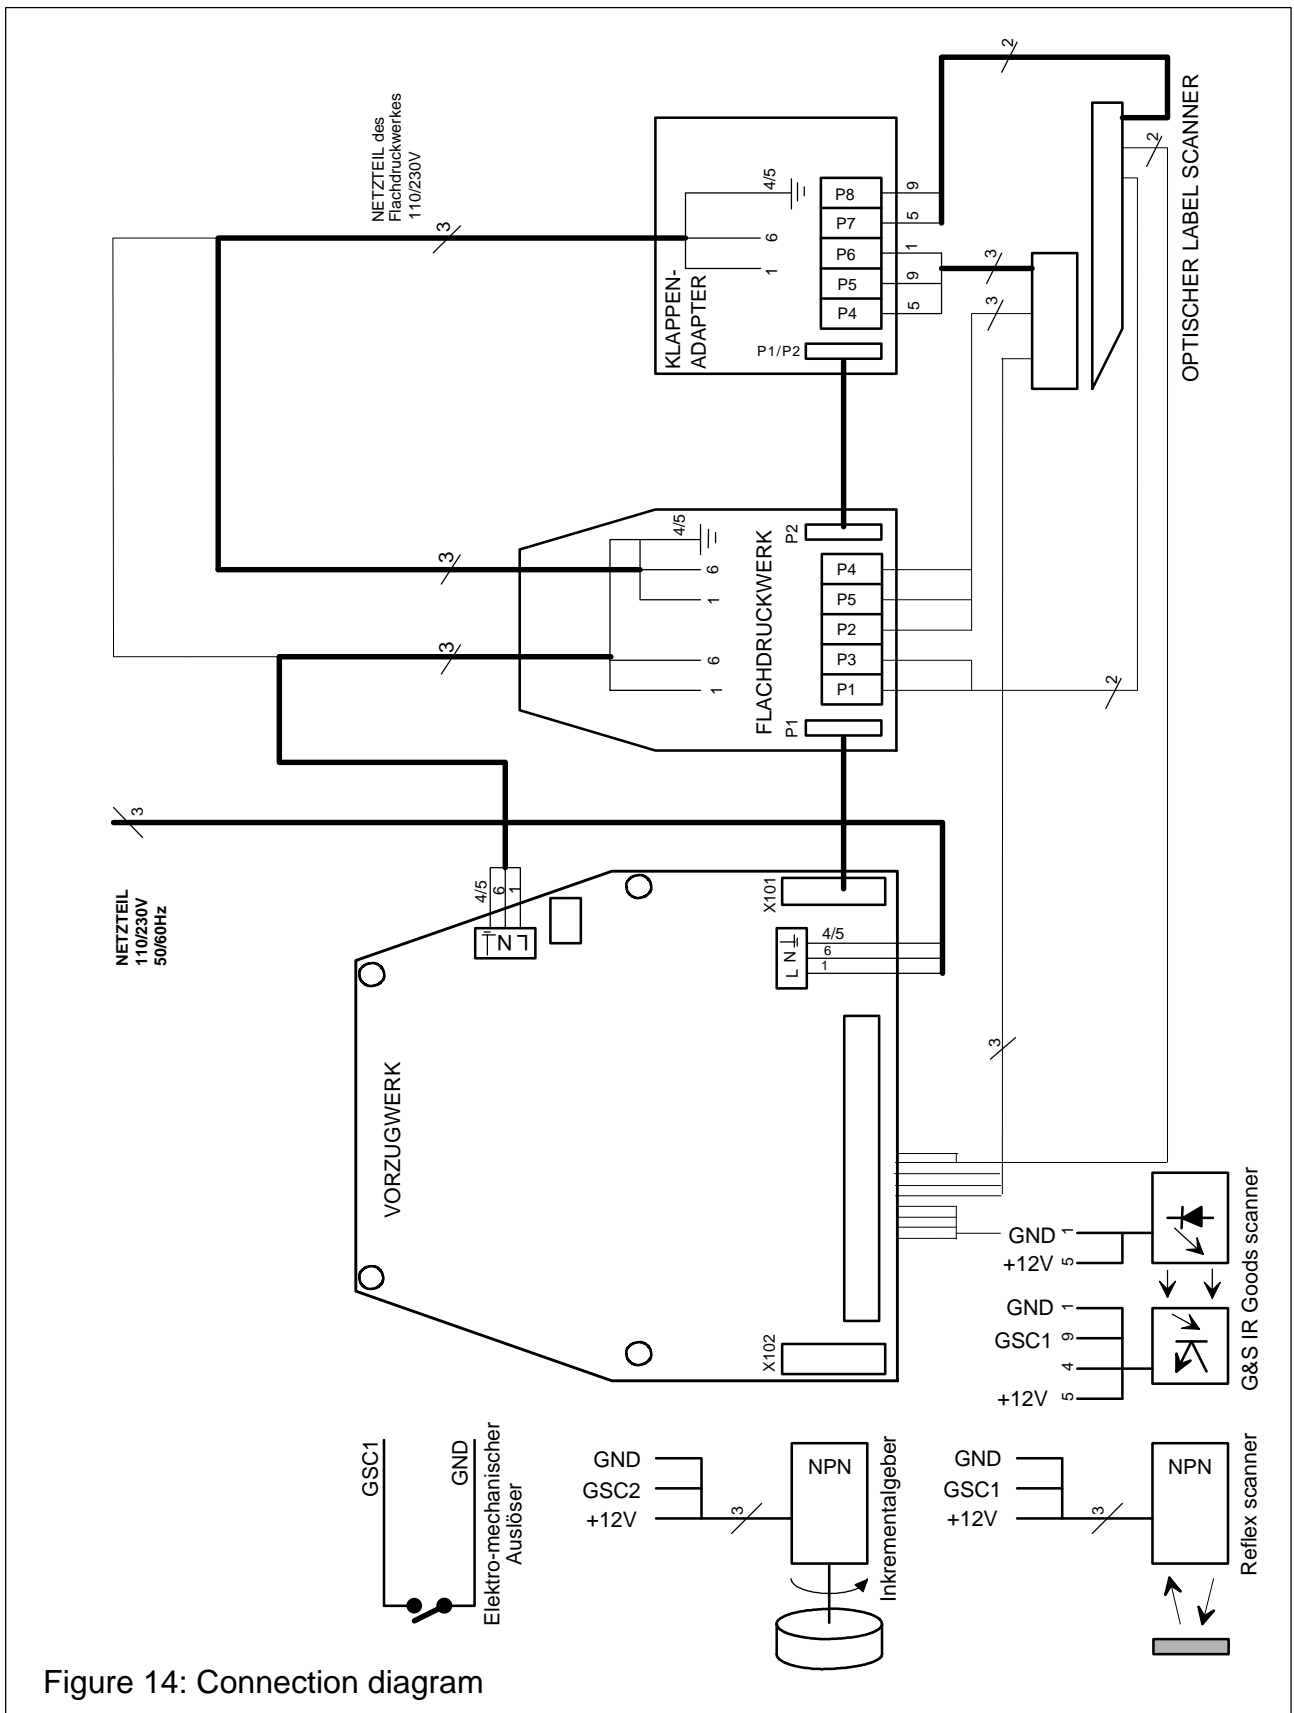 2
NETZTEIL des
Flachdruckwerkes
110/230V
3
KLAPPEN-
ADAPTER
4/5
6
1
P8
P7
P6
P5
P4
P1/P2
9
5
1
9
5
3
3
2
OPTISCHER LABEL SCANNER
3
3
4/5
6
1
6
1
FLACHDRUCKWERK
P2
P4
P5
P2
P3
P1
P1
2
3
NETZTEIL
110/230V
50/60Hz
4/5
6
1
L N
X101
L N
4/5
6
1
VORZUGWERK
X102
3
GND 1
+12V 5
GND 1
GSC1 9
4
+12V 5
G&S IR Goods scanner
GSC1
GND
Elektro-mechanischer
Auslöser
GND
GSC2
+12V
3
NPN
Inkrementalgeber
GND
GSC1
+12V
3
NPN
Reflex scanner
Figure 14: Connection diagram